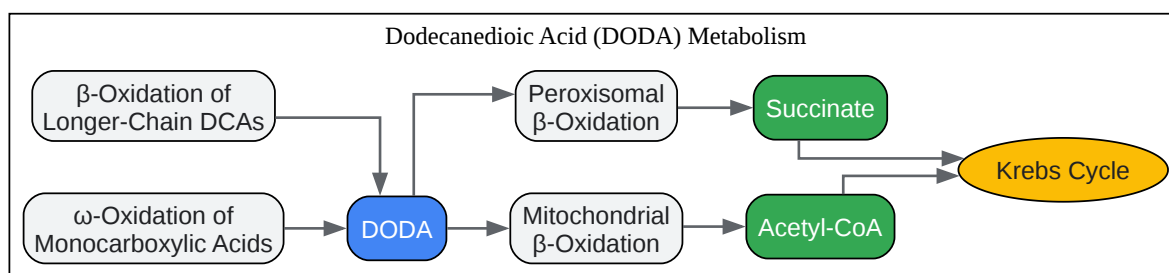 Dodecanedioic Acid (DODA) Metabolism
β-Oxidation of
Longer-Chain DCAs
Peroxisomal
β-Oxidation
Succinate
Krebs Cycle
ω-Oxidation of
Monocarboxylic Acids
DODA
Mitochondrial
β-Oxidation
Acetyl-CoA